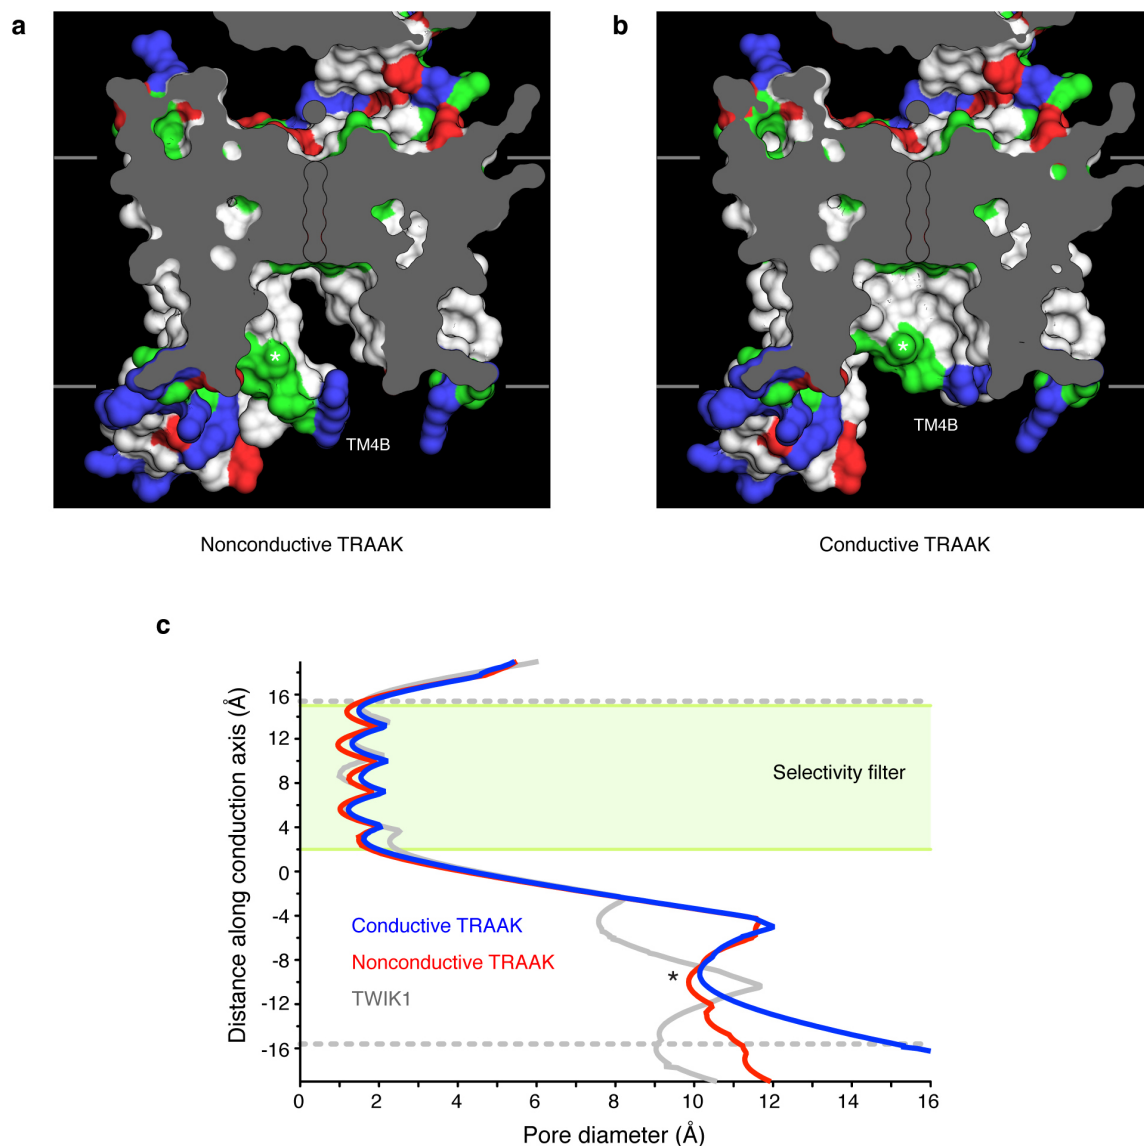 a
b
*
*
TM4B
TM4B
Nonconductive TRAAK
Conductive TRAAK
c
Distance along conduction axis (Å)
16
12
8
4
0
-4
-8
-12
-16
Selectivity filter
Conductive TRAAK
Nonconductive TRAAK
TWIK1
*
0 2 4 6 8 10 12 14 16
Pore diameter (Å)